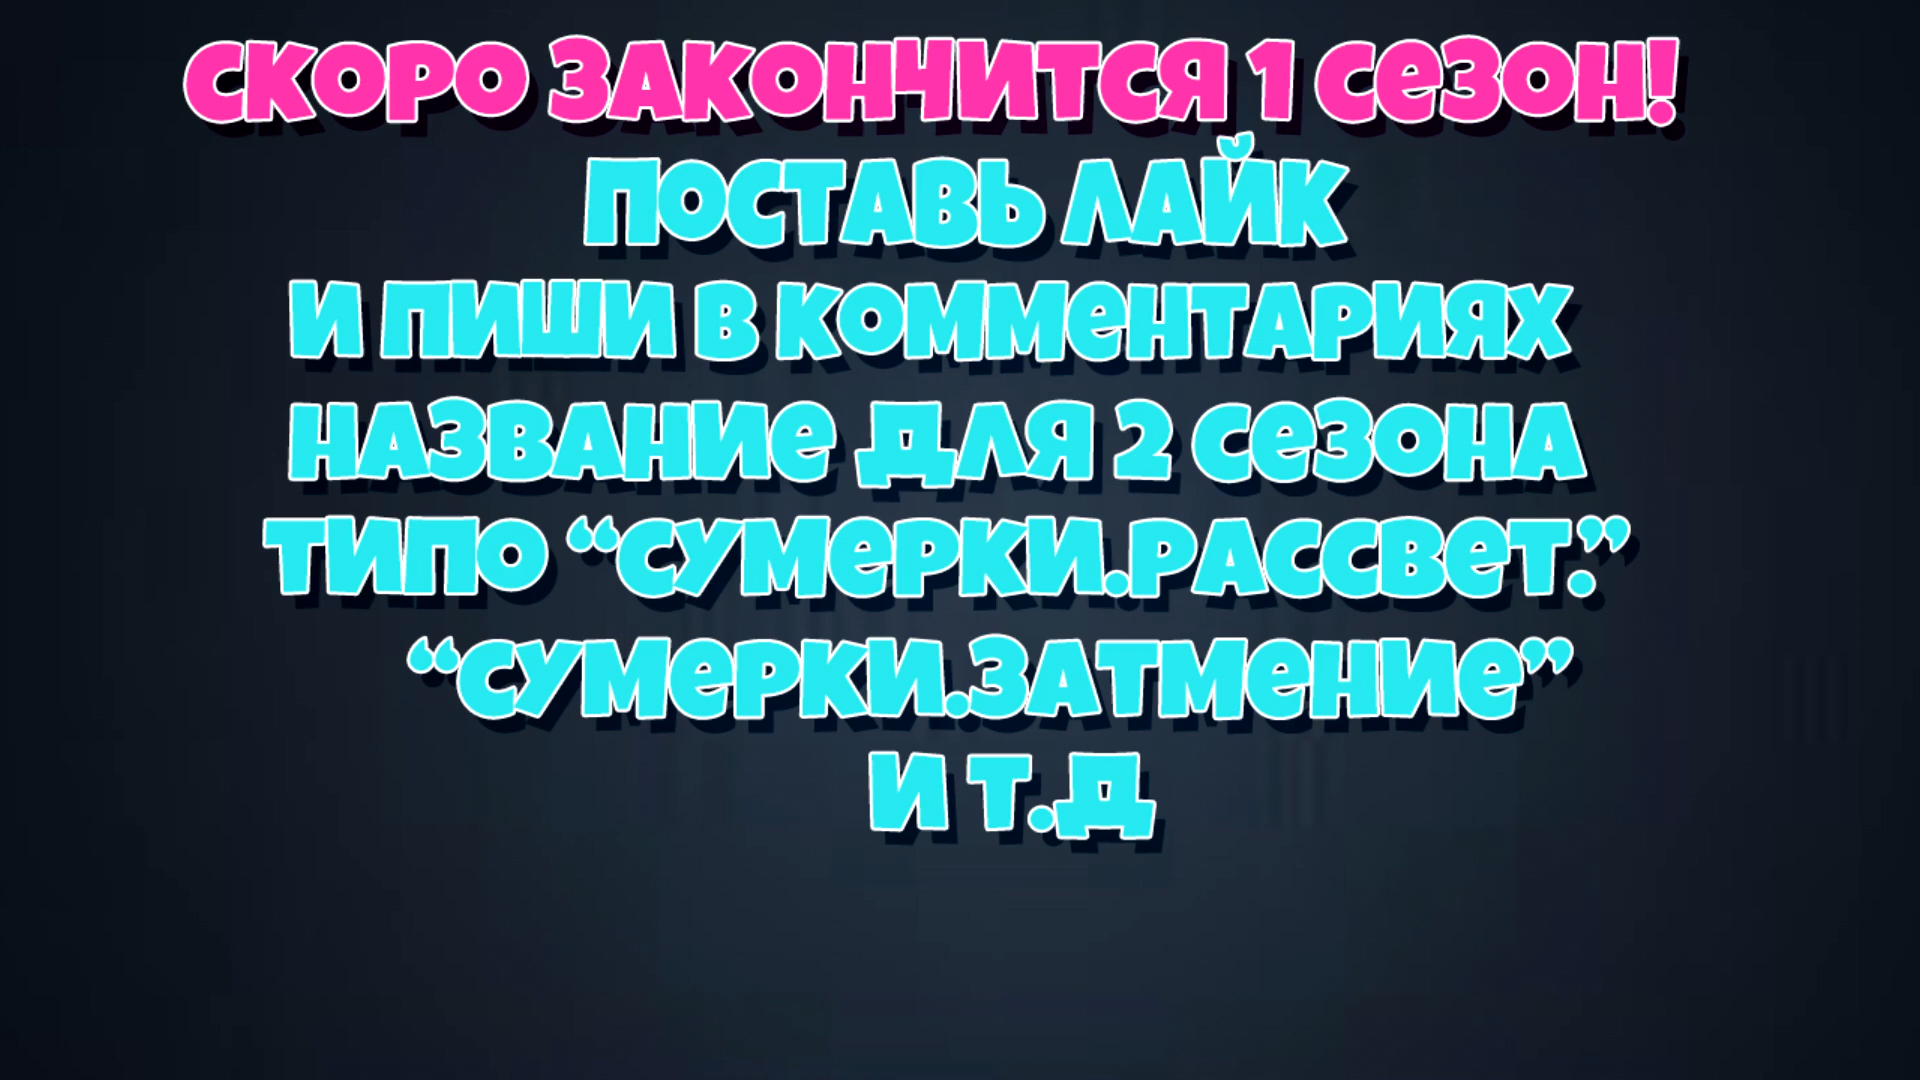 СКОРО ЗАКОНЧИТСЯ 1 СЕЗОН!
ПОСТАВЬ ЛАЙК
И ПИШИ В КОММЕНТАРИЯХ
НАЗВАНИЕ ДЛЯ 2 СЕЗОНА
ТИПО “СУМЕРКИ.РАССВЕТ.”
“СУМЕРКИ.ЗАТМЕНИЕ”
И Т.Д